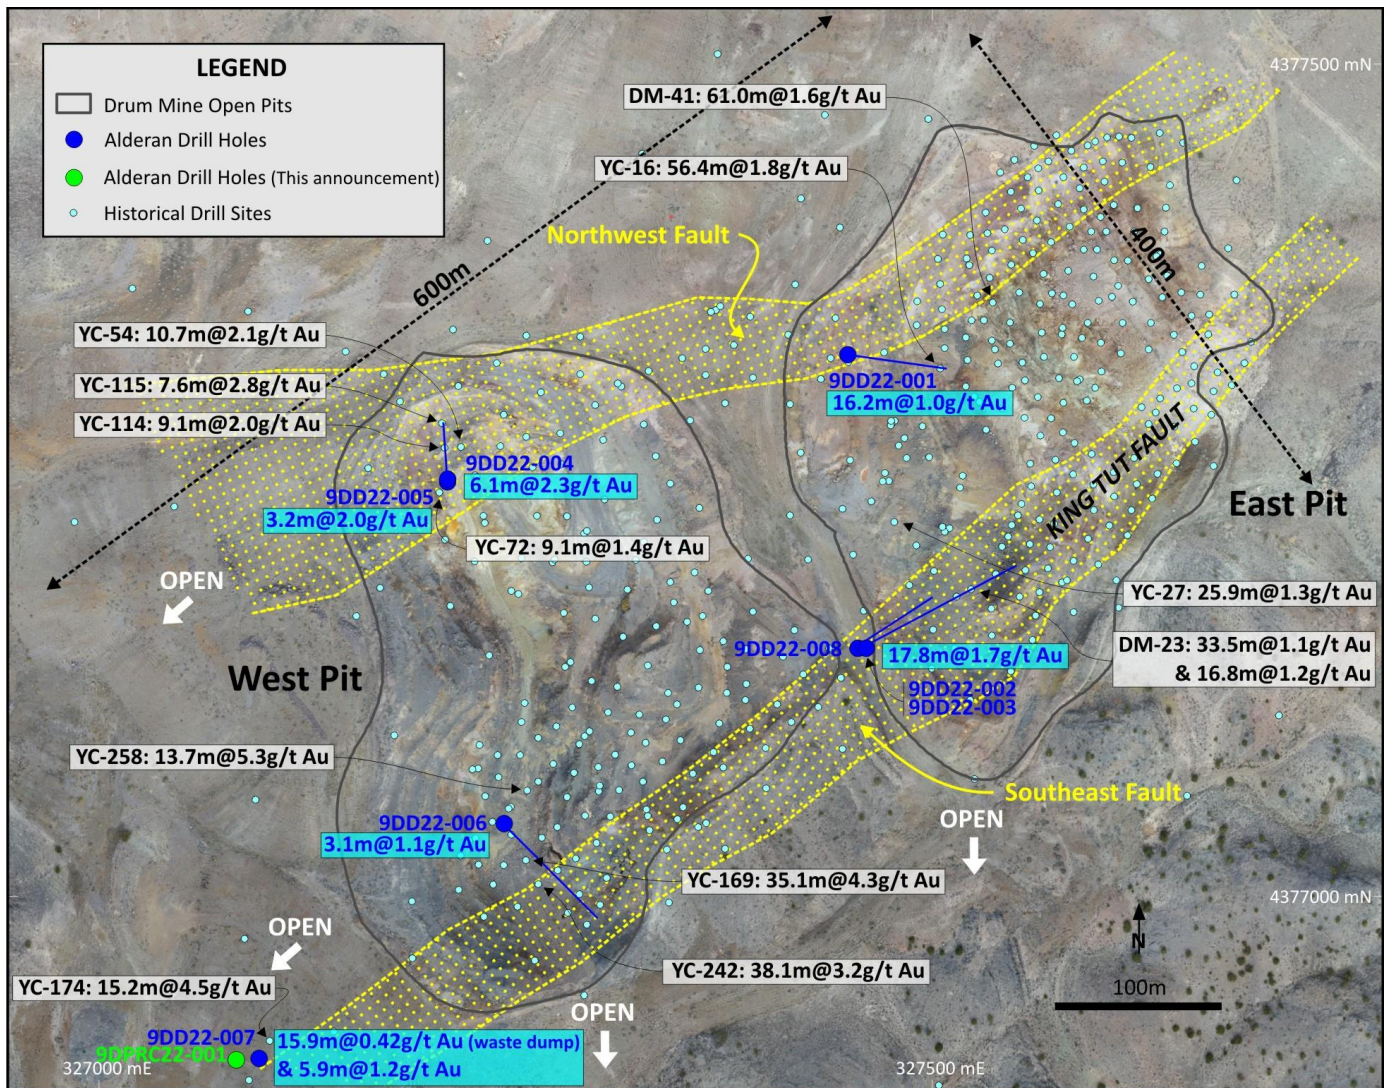 LEGEND
Drum Mine Open Pits
Alderan Drill Holes
Alderan Drill Holes (This announcement)
Historical Drill Sites
4377500 mN
DM-41: 61.0m@1.6g/t Au
YC-16: 56.4m@1.8g/t Au
Northwest Fault
400m
600m
YC-54: 10.7m@2.1g/t Au
YC-115: 7.6m@2.8g/t Au
YC-114: 9.1m@2.0g/t Au
9DD22-001
16.2m@1.0g/t Au
9DD22-004
6.1m@2.3g/t Au
9DD22-005
3.2m@2.0g/t Au
YC-72: 9.1m@1.4g/t Au
KING TUT FAULT
East Pit
OPEN
YC-27: 25.9m@1.3g/t Au
DM-23: 33.5m@1.1g/t Au
& 16.8m@1.2g/t Au
9DD22-008
17.8m@1.7g/t Au
9DD22-002
9DD22-003
West Pit
YC-258: 13.7m@5.3g/t Au
Southeast Fault
9DD22-006
3.1m@1.1g/t Au
OPEN
YC-169: 35.1m@4.3g/t Au
4377000 mN
N
OPEN
YC-242: 38.1m@3.2g/t Au
YC-174: 15.2m@4.5g/t Au
100m
OPEN
9DD22-007
15.9m@0.42g/t Au (waste dump)
& 5.9m@1.2g/t Au
9DPRC22-001
327000 mE
327500 mE